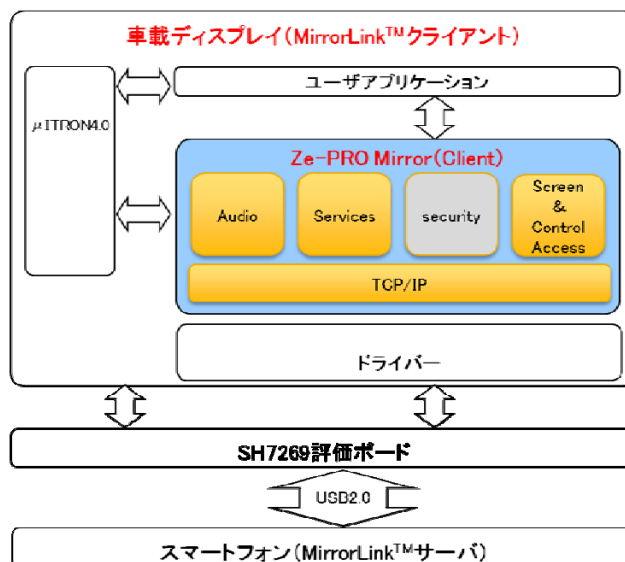 車載ディスプレイ(MirrorLink™クライアント)
ユーザアプリケーション
μITRON4.0
Ze-PRO Mirror(Client)
Audio
Services
security
Screen
&
Control
Access
TCP/IP
ドライバー
SH7269評価ボード
USB2.0
スマートフォン(MirrorLink™サーバ)